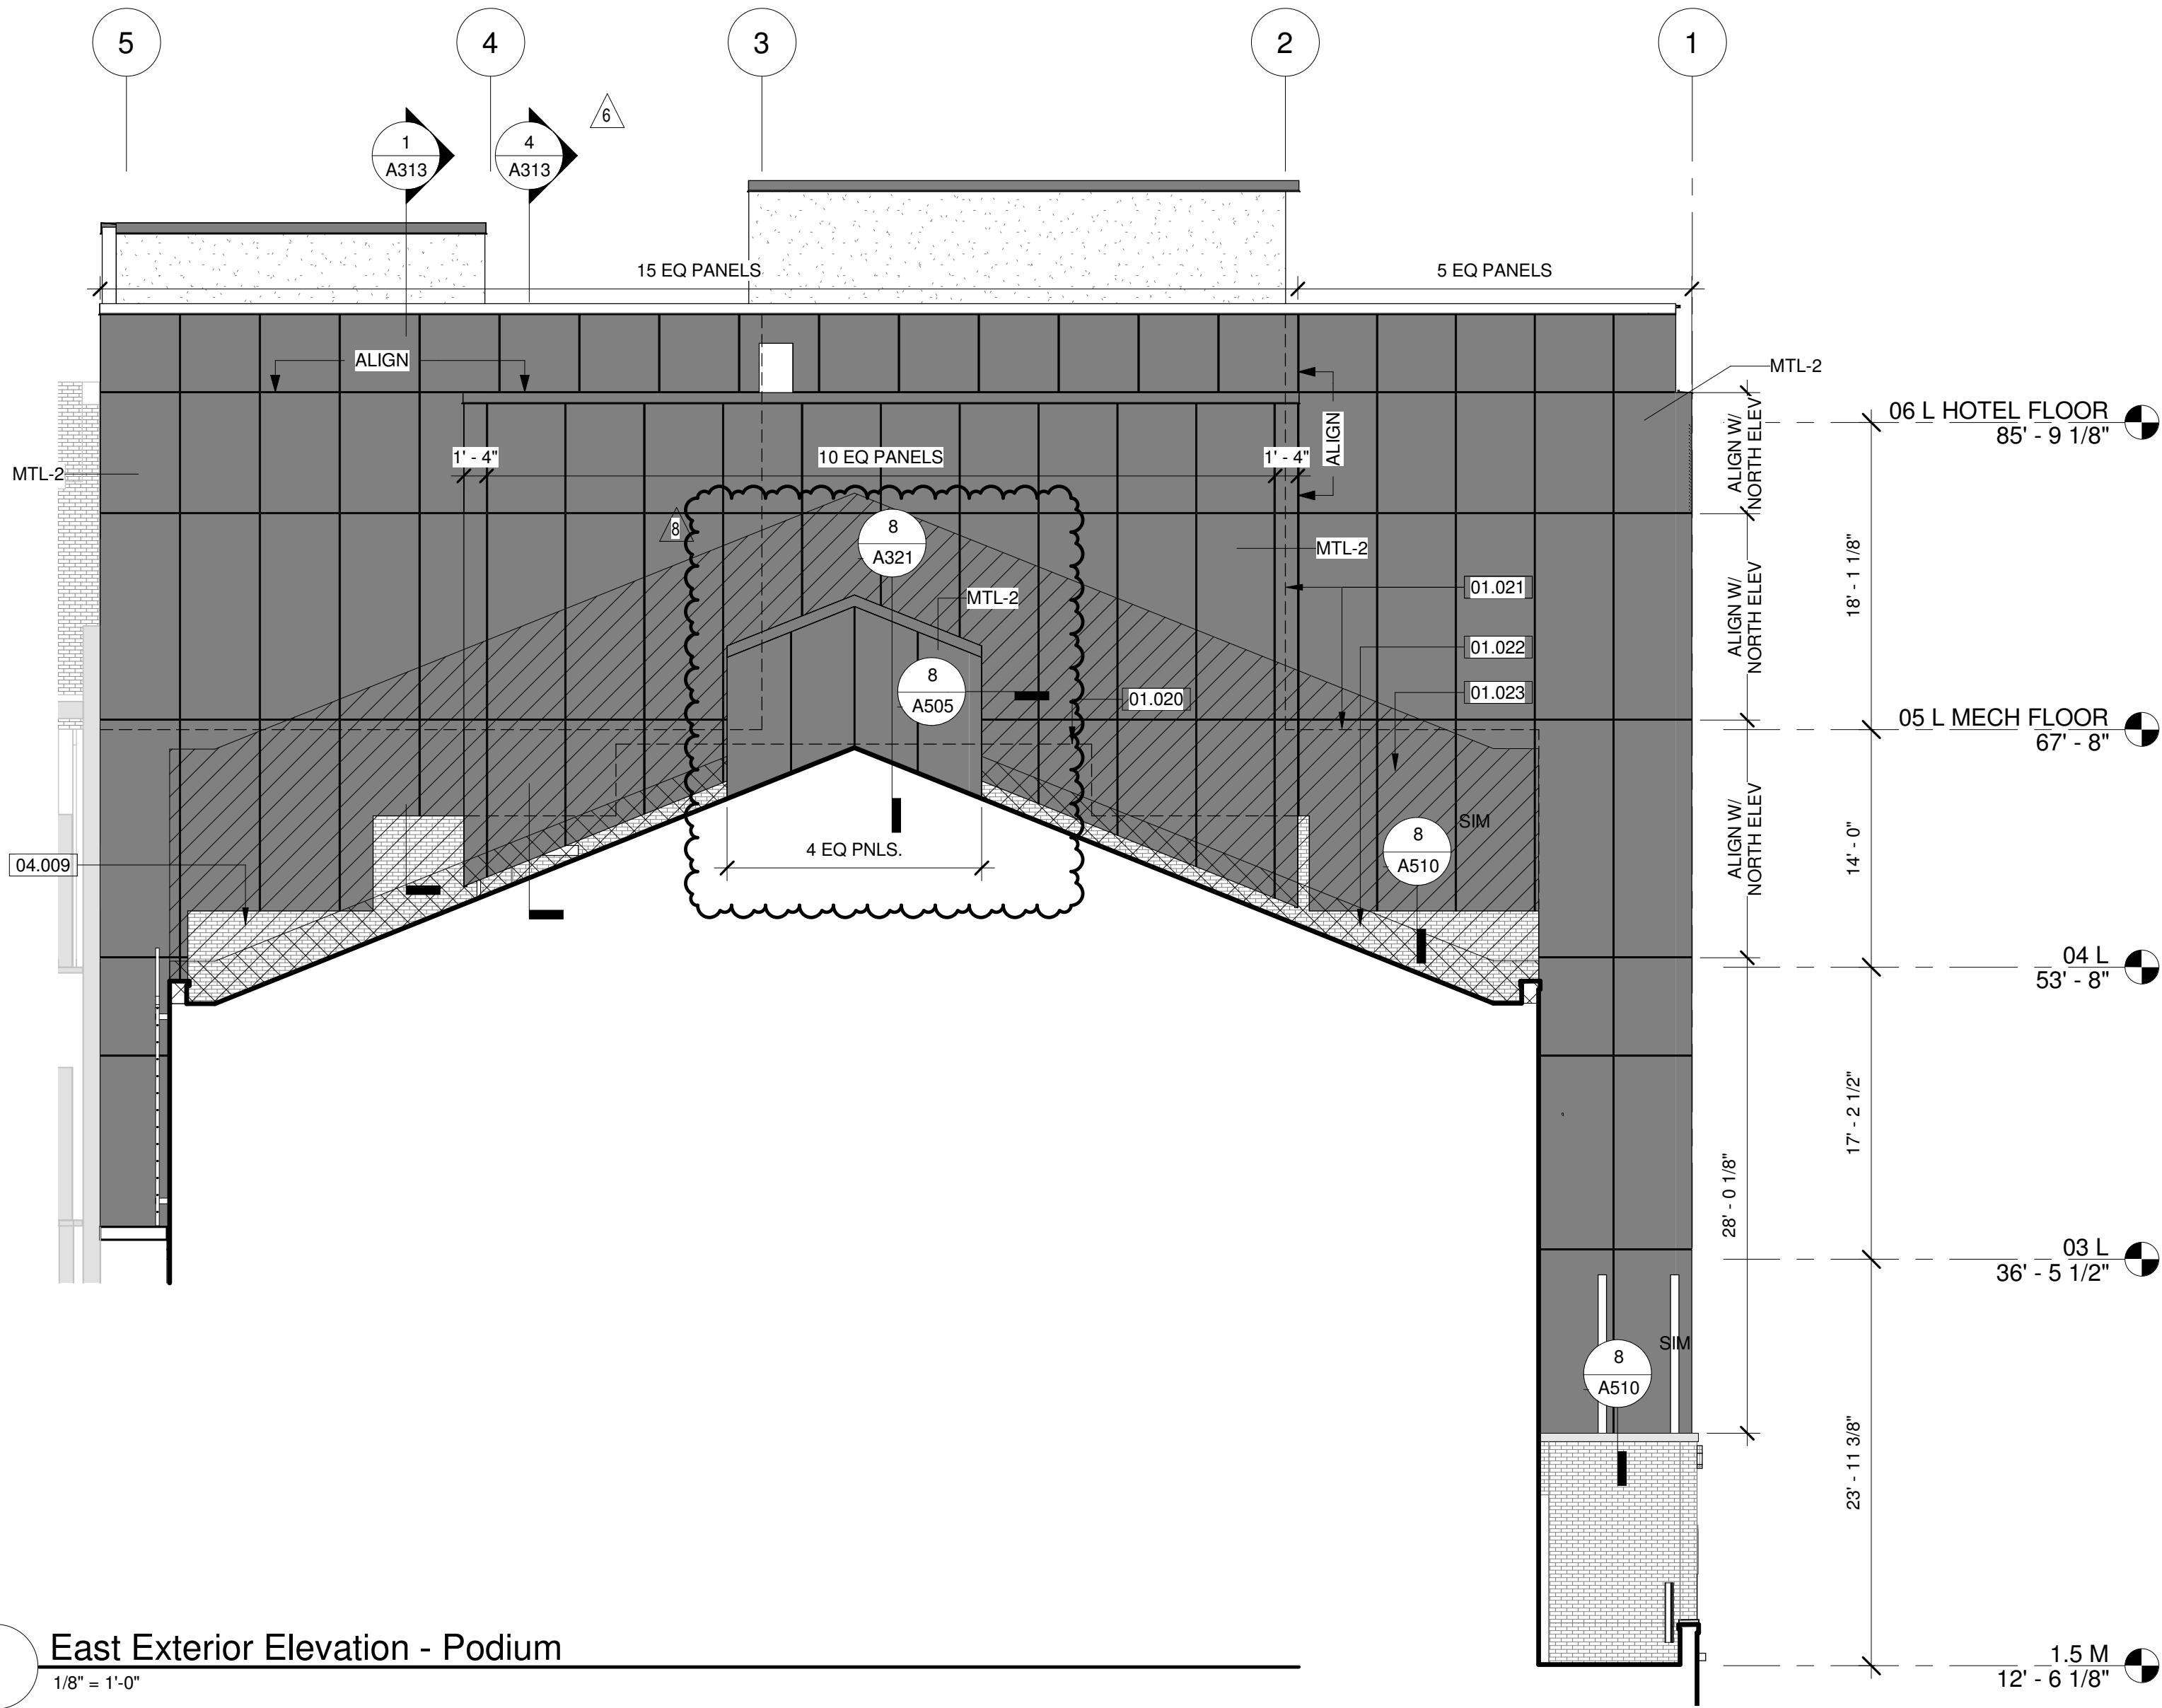 5
4
3
2
1
6
1
A313
4
A313
15 EQ PANELS
5 EQ PANELS
ALIGN
MTL-2
ALIGN W/
NORTH ELEV
06 L HOTEL FLOOR
85' - 9 1/8"
MTL-2
1' - 4"
10 EQ PANELS
1' - 4"
ALIGN
8
8
A321
MTL-2
MTL-2
01.021
01.022
01.023
ALIGN W/
NORTH ELEV
18' - 1 1/8"
8
A505
01.020
05 L MECH FLOOR
67' - 8"
4 EQ PNLS.
04.009
8
A510
SIM
ALIGN W/
NORTH ELEV
14' - 0"
04 L
53' - 8"
17' - 2 1/2"
28' - 0 1/8"
03 L
36' - 5 1/2"
8
A510
SIM
23' - 11 3/8"
East Exterior Elevation - Podium
1/8" = 1'-0"
1.5 M
12' - 6 1/8"